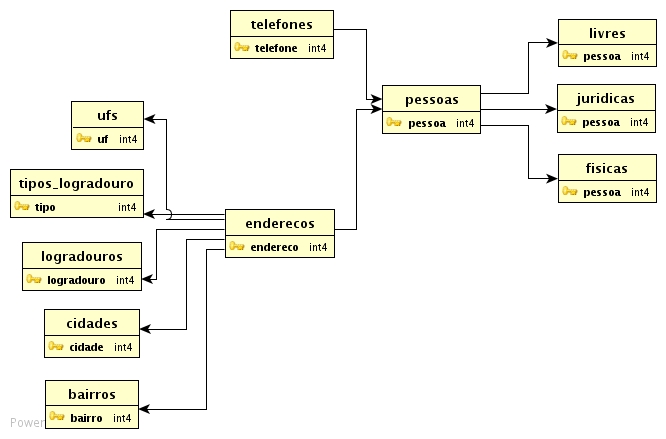 telefones
telefone int4
livres
pessoa int4
pessoas
pessoa int4
juridicas
pessoa int4
fisicas
pessoa int4
ufs
uf int4
tipos_logradouro
tipo int4
enderecos
endereco int4
logradouros
logradouro int4
cidades
cidade int4
bairros
bairro int4
Power